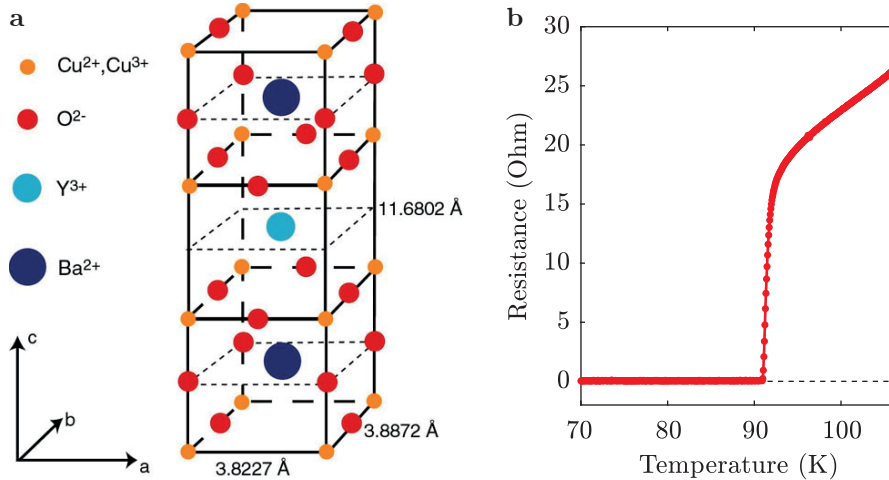 a
Cu²⁺,Cu³⁺
O²⁻
Y³⁺
Ba²⁺
c
b
a
11.6802 Å
3.8872 Å
3.8227 Å
b
Resistance (Ohm)
30
25
20
15
10
5
0
70 80 90 100
Temperature (K)